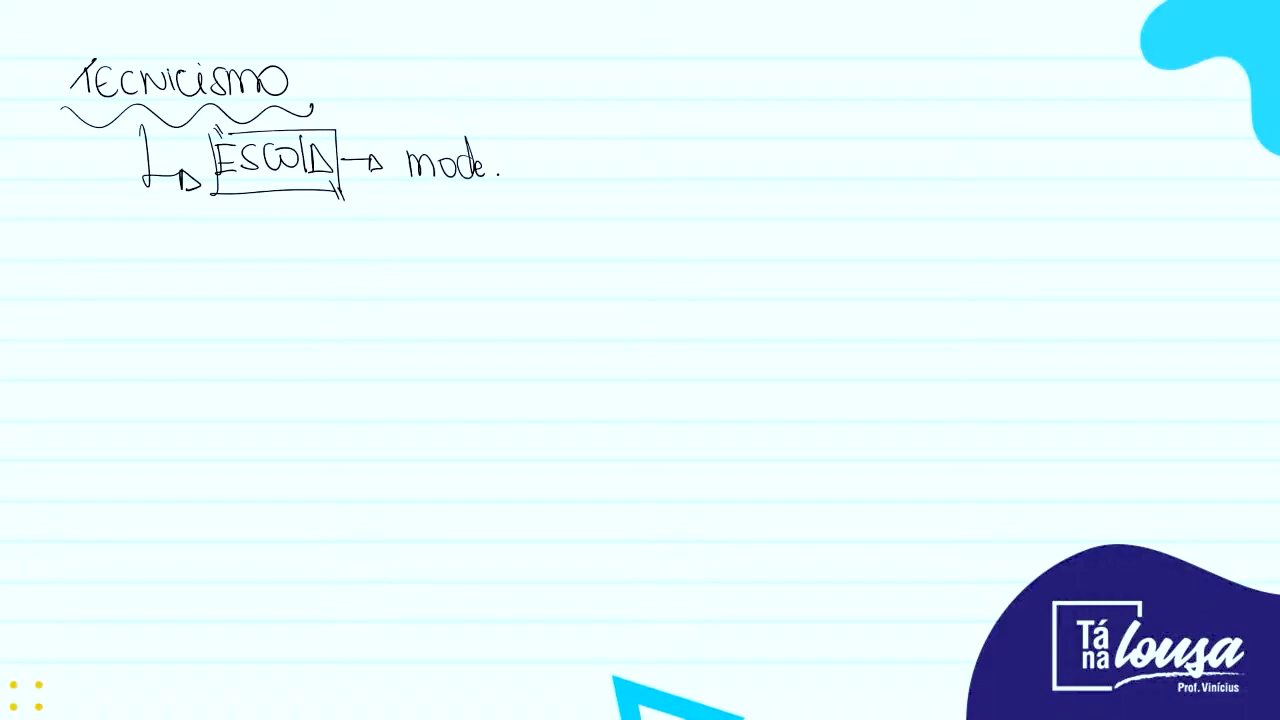 TECNICISMO
ESCOLA → mode.
Tá
na lousa
Prof. Vinícius